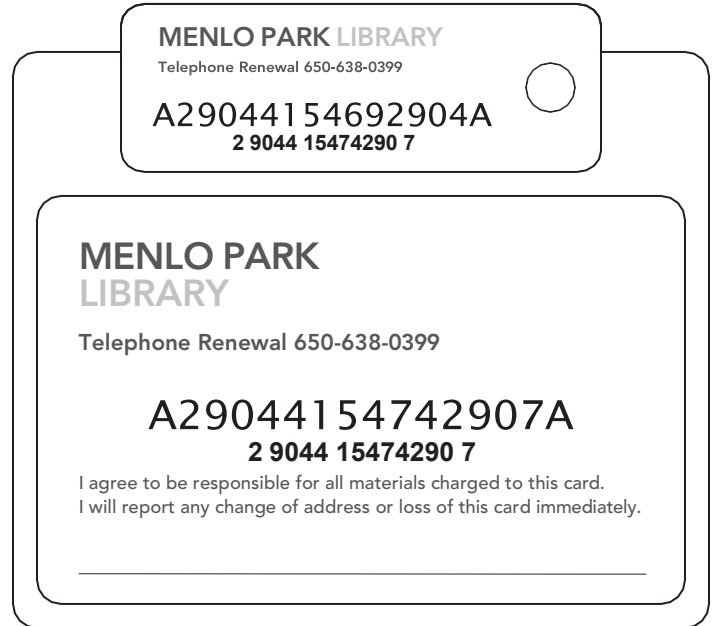 MENLO PARK LIBRARY
Telephone Renewal 650-638-0399
A29044154692904A
2 9044 15474290 7
MENLO PARK
LIBRARY
Telephone Renewal 650-638-0399
A29044154742907A
2 9044 15474290 7
I agree to be responsible for all materials charged to this card.
I will report any change of address or loss of this card immediately.